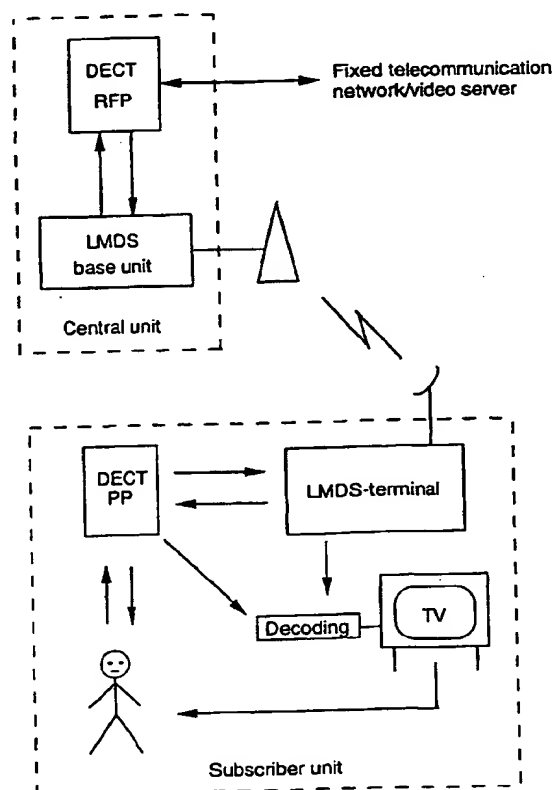 DECT
RFP
Fixed telecommunication
network/video server
LMDS
base unit
Central unit
DECT
PP
LMDS-terminal
Decoding
TV
Subscriber unit